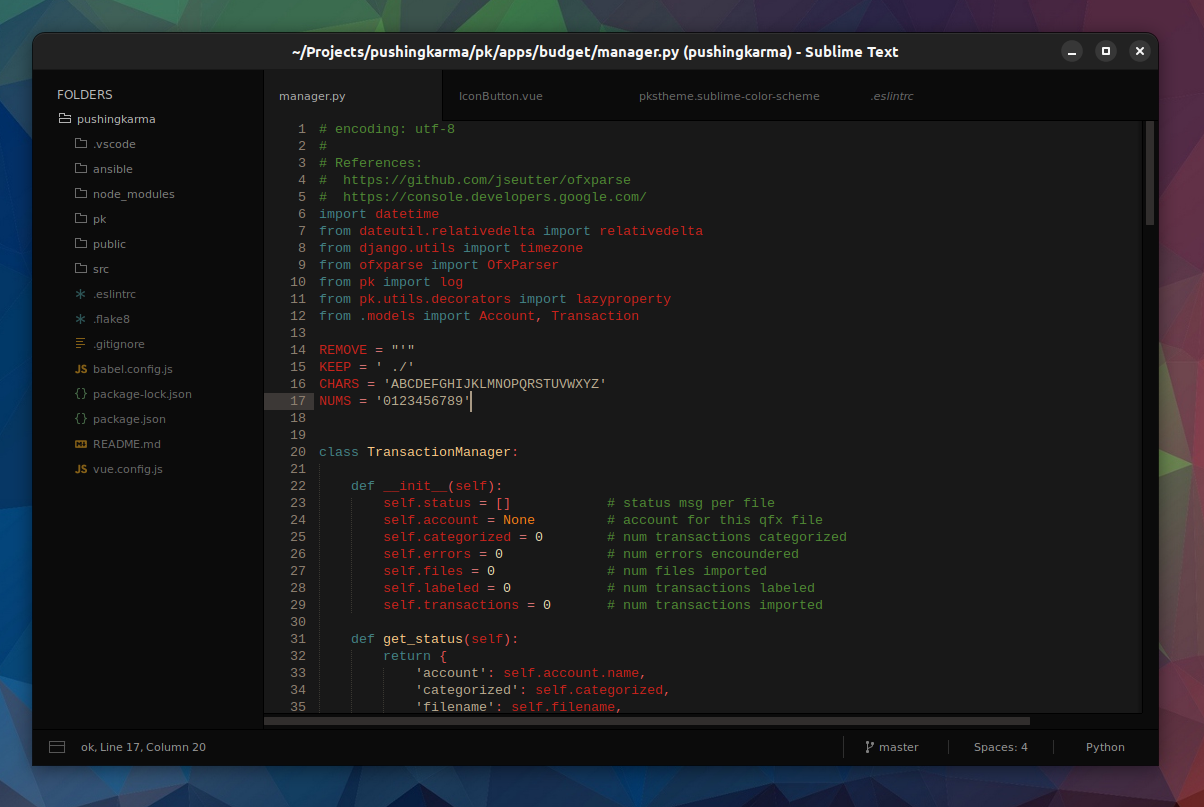 ~/Projects/pushingkarma/pk/apps/budget/manager.py (pushingkarma) - Sublime Text
FOLDERS
pushingkarma
.vscode
ansible
node_modules
pk
public
src
.eslintrc
.flake8
.gitignore
JS babel.config.js
{} package-lock.json
{} package.json
README.md
JS vue.config.js
manager.py IconButton.vue pkstheme.sublime-color-scheme .eslintrc
1 # encoding: utf-8
2 #
3 # References:
4 #  https://github.com/jseutter/ofxparse
5 #  https://console.developers.google.com/
6 import datetime
7 from dateutil.relativedelta import relativedelta
8 from django.utils import timezone
9 from ofxparse import OfxParser
10 from pk import log
11 from pk.utils.decorators import lazyproperty
12 from .models import Account, Transaction
13
14 REMOVE = "'"
15 KEEP = ' ./'
16 CHARS = 'ABCDEFGHIJKLMNOPQRSTUVWXYZ'
17 NUMS = '0123456789'
18
19
20 class TransactionManager:
21
22     def __init__(self):
23         self.status = []            # status msg per file
24         self.account = None         # account for this qfx file
25         self.categorized = 0        # num transactions categorized
26         self.errors = 0             # num errors encoundered
27         self.files = 0              # num files imported
28         self.labeled = 0            # num transactions labeled
29         self.transactions = 0       # num transactions imported
30
31     def get_status(self):
32         return {
33             'account': self.account.name,
34             'categorized': self.categorized,
35             'filename': self.filename,
ok, Line 17, Column 20 master Spaces: 4 Python